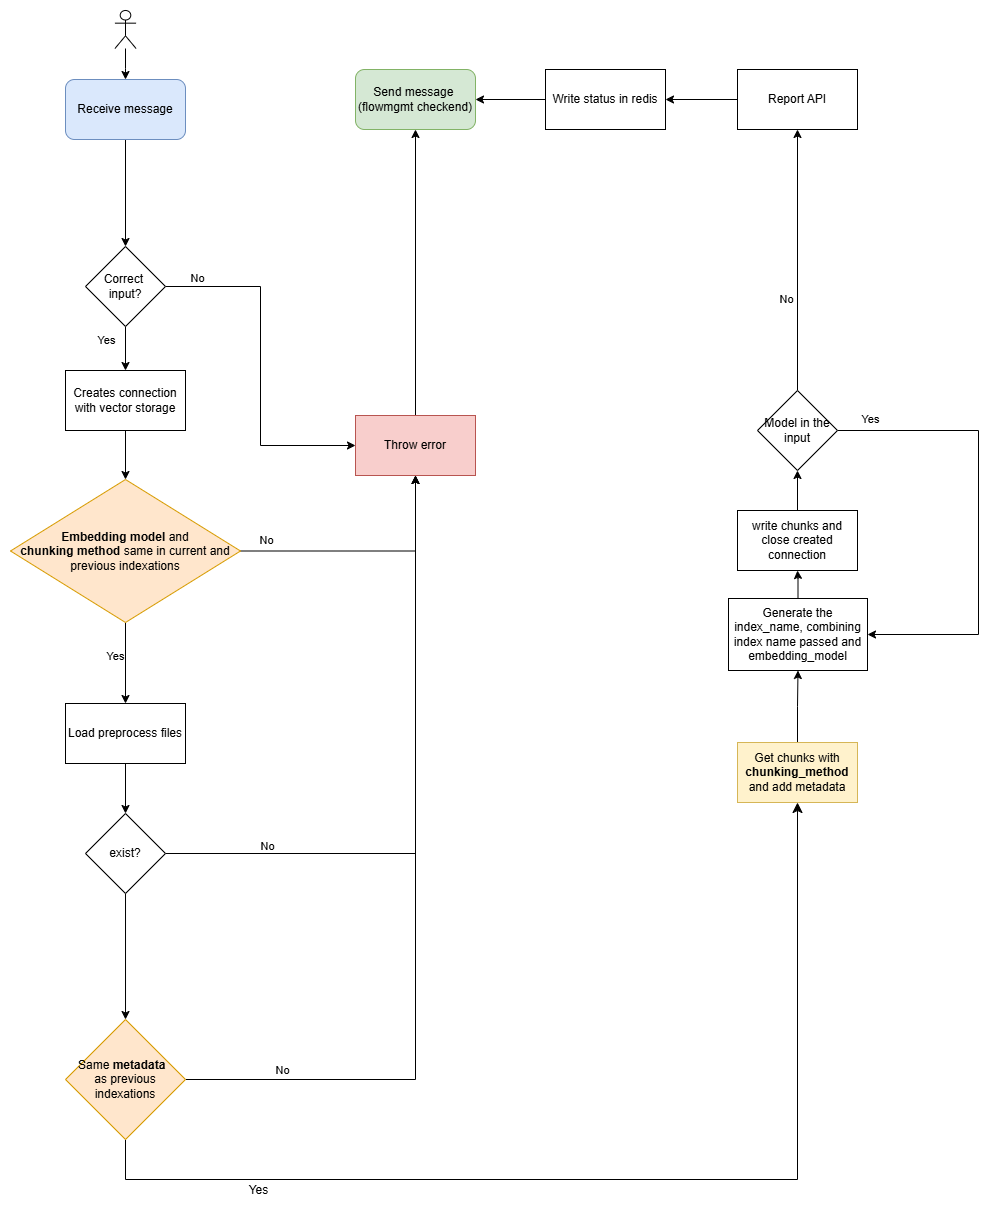 Receive message
Send message
(flowmgmt checkend)
Write status in redis
Report API
Correct
input?
No
Yes
Creates connection
with vector storage
Throw error
Embedding model and
chunking method same in current and
previous indexations
No
Yes
Load preprocess files
exist?
No
Same metadata
as previous
indexations
No
Yes
Get chunks with
chunking_method
and add metadata
Generate the
index_name, combining
index name passed and
embedding_model
write chunks and
close created
connection
Model in the
input
Yes
No